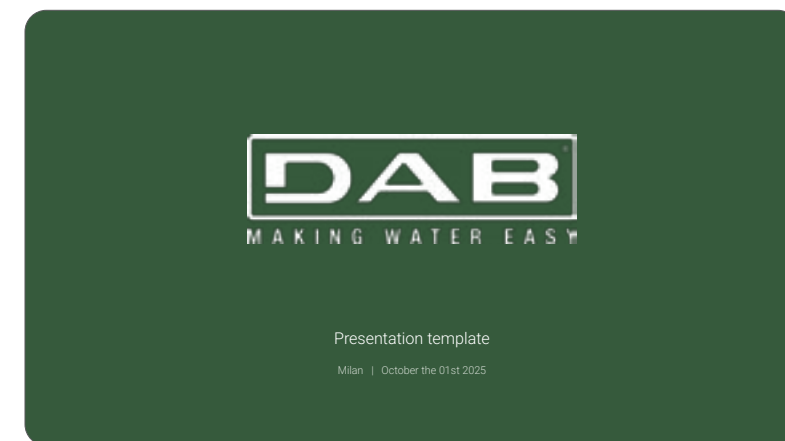 DAB
MAKING WATER EASY
Presentation template
Milan | October the 01st 2025